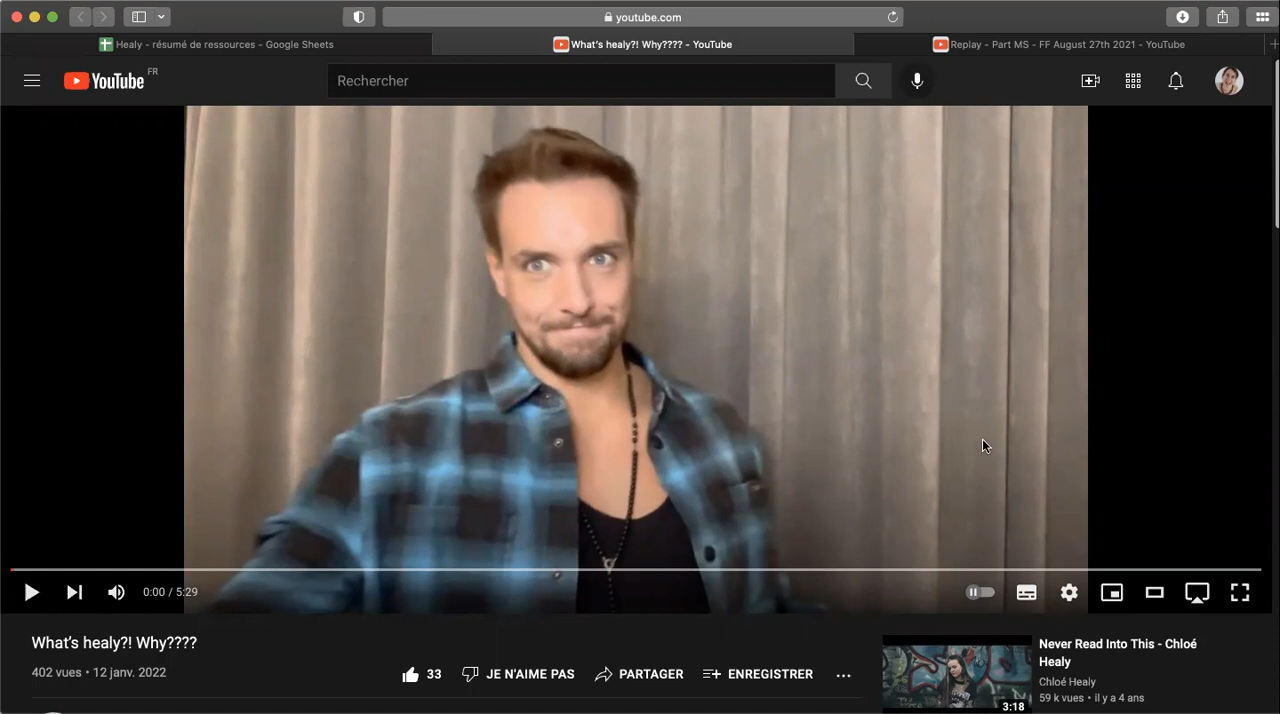 youtube.com
Healy - résumé de ressources - Google Sheets
What's healy?! Why???? - YouTube
Replay - Part MS - FF August 27th 2021 - YouTube
YouTube FR
Rechercher
0:00 / 5:29
What's healy?! Why????
402 vues • 12 janv. 2022
33 JE N'AIME PAS PARTAGER ENREGISTRER
Never Read Into This - Chloé
Healy
Chloé Healy
59 k vues • il y a 4 ans
3:18